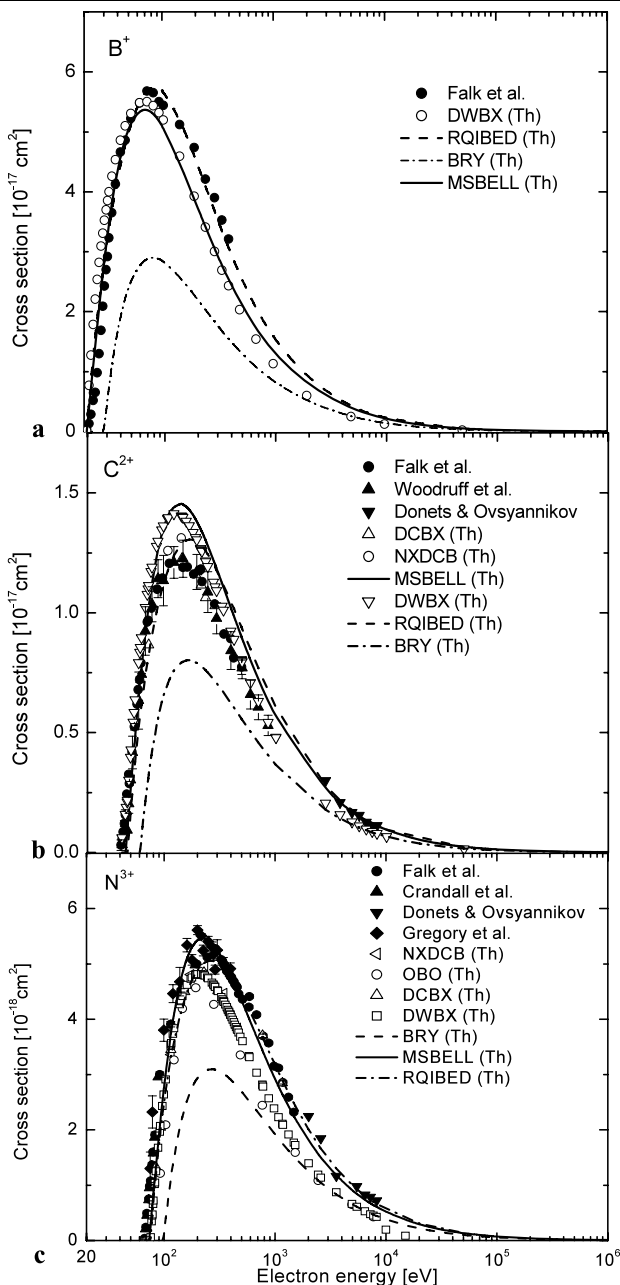 B+
6
4
2
0
Cross section [10-17 cm2]
Falk et al.
DWBX (Th)
RQIBED (Th)
BRY (Th)
MSBELL (Th)
a
C2+
1.5
1.0
0.5
0.0
Cross section [10-17cm2]
Falk et al.
Woodruff et al.
Donets & Ovsyannikov
DCBX (Th)
NXDCB (Th)
MSBELL (Th)
DWBX (Th)
RQIBED (Th)
BRY (Th)
b
N3+
6
4
2
0
Cross section [10-18cm2]
Falk et al.
Crandall et al.
Donets & Ovsyannikov
Gregory et al.
NXDCB (Th)
OBO (Th)
DCBX (Th)
DWBX (Th)
BRY (Th)
MSBELL (Th)
RQIBED (Th)
c
20 102 103 104 105 106
Electron energy [eV]